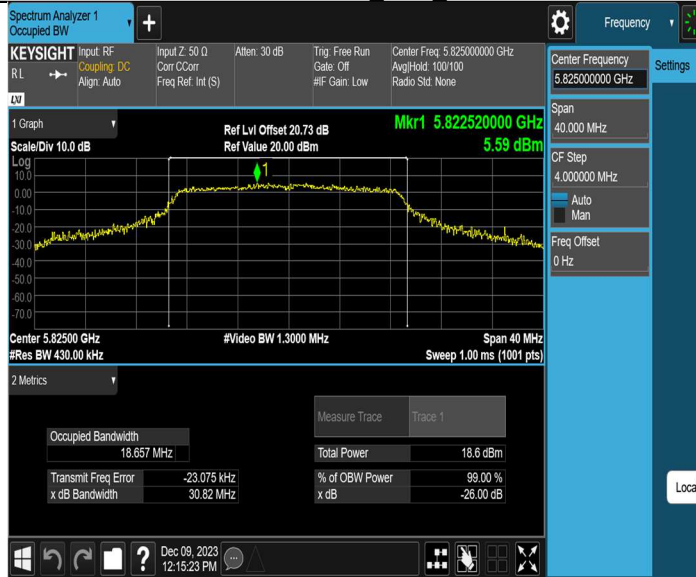 Spectrum Analyzer 1
Occupied BW
+
Frequency
KEYSIGHT
RL
LXI
Input: RF
Coupling: DC
Align: Auto
Input Z: 50 Ω
Corr CCorr
Freq Ref: Int (S)
Atten: 30 dB
Trig: Free Run
Gate: Off
#IF Gain: Low
Center Freq: 5.825000000 GHz
Avg|Hold: 100/100
Radio Std: None
Center Frequency
5.825000000 GHz
Settings
Span
40.000 MHz
CF Step
4.000000 MHz
Auto
Man
Freq Offset
0 Hz
1 Graph
Scale/Div 10.0 dB
Ref Lvl Offset 20.73 dB
Ref Value 20.00 dBm
Mkr1 5.822520000 GHz
5.59 dBm
Log
1
10.0
0.00
-10.0
-20.0
-30.0
-40.0
-50.0
-60.0
-70.0
Center 5.82500 GHz
#Res BW 430.00 kHz
#Video BW 1.3000 MHz
Span 40 MHz
Sweep 1.00 ms (1001 pts)
2 Metrics
Measure Trace Trace 1
Occupied Bandwidth
18.657 MHz
Total Power 18.6 dBm
Transmit Freq Error -23.075 kHz
% of OBW Power 99.00 %
x dB Bandwidth 30.82 MHz
x dB -26.00 dB
Loca
?
Dec 09, 2023
12:15:23 PM